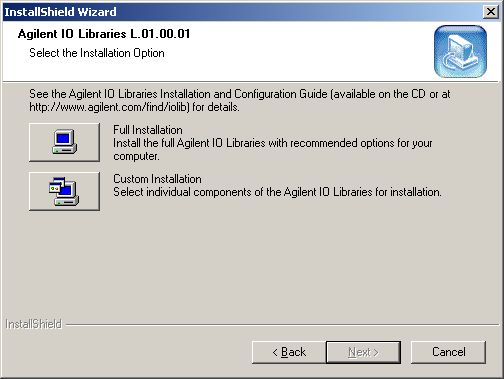 InstallShield Wizard
Agilent IO Libraries L.01.00.01
Select the Installation Option
See the Agilent IO Libraries Installation and Configuration Guide (available on the CD or at
http://www.agilent.com/find/iolib) for details.
Full Installation
Install the full Agilent IO Libraries with recommended options for your
computer.
Custom Installation
Select individual components of the Agilent IO Libraries for installation.
InstallShield
< Back
Next >
Cancel